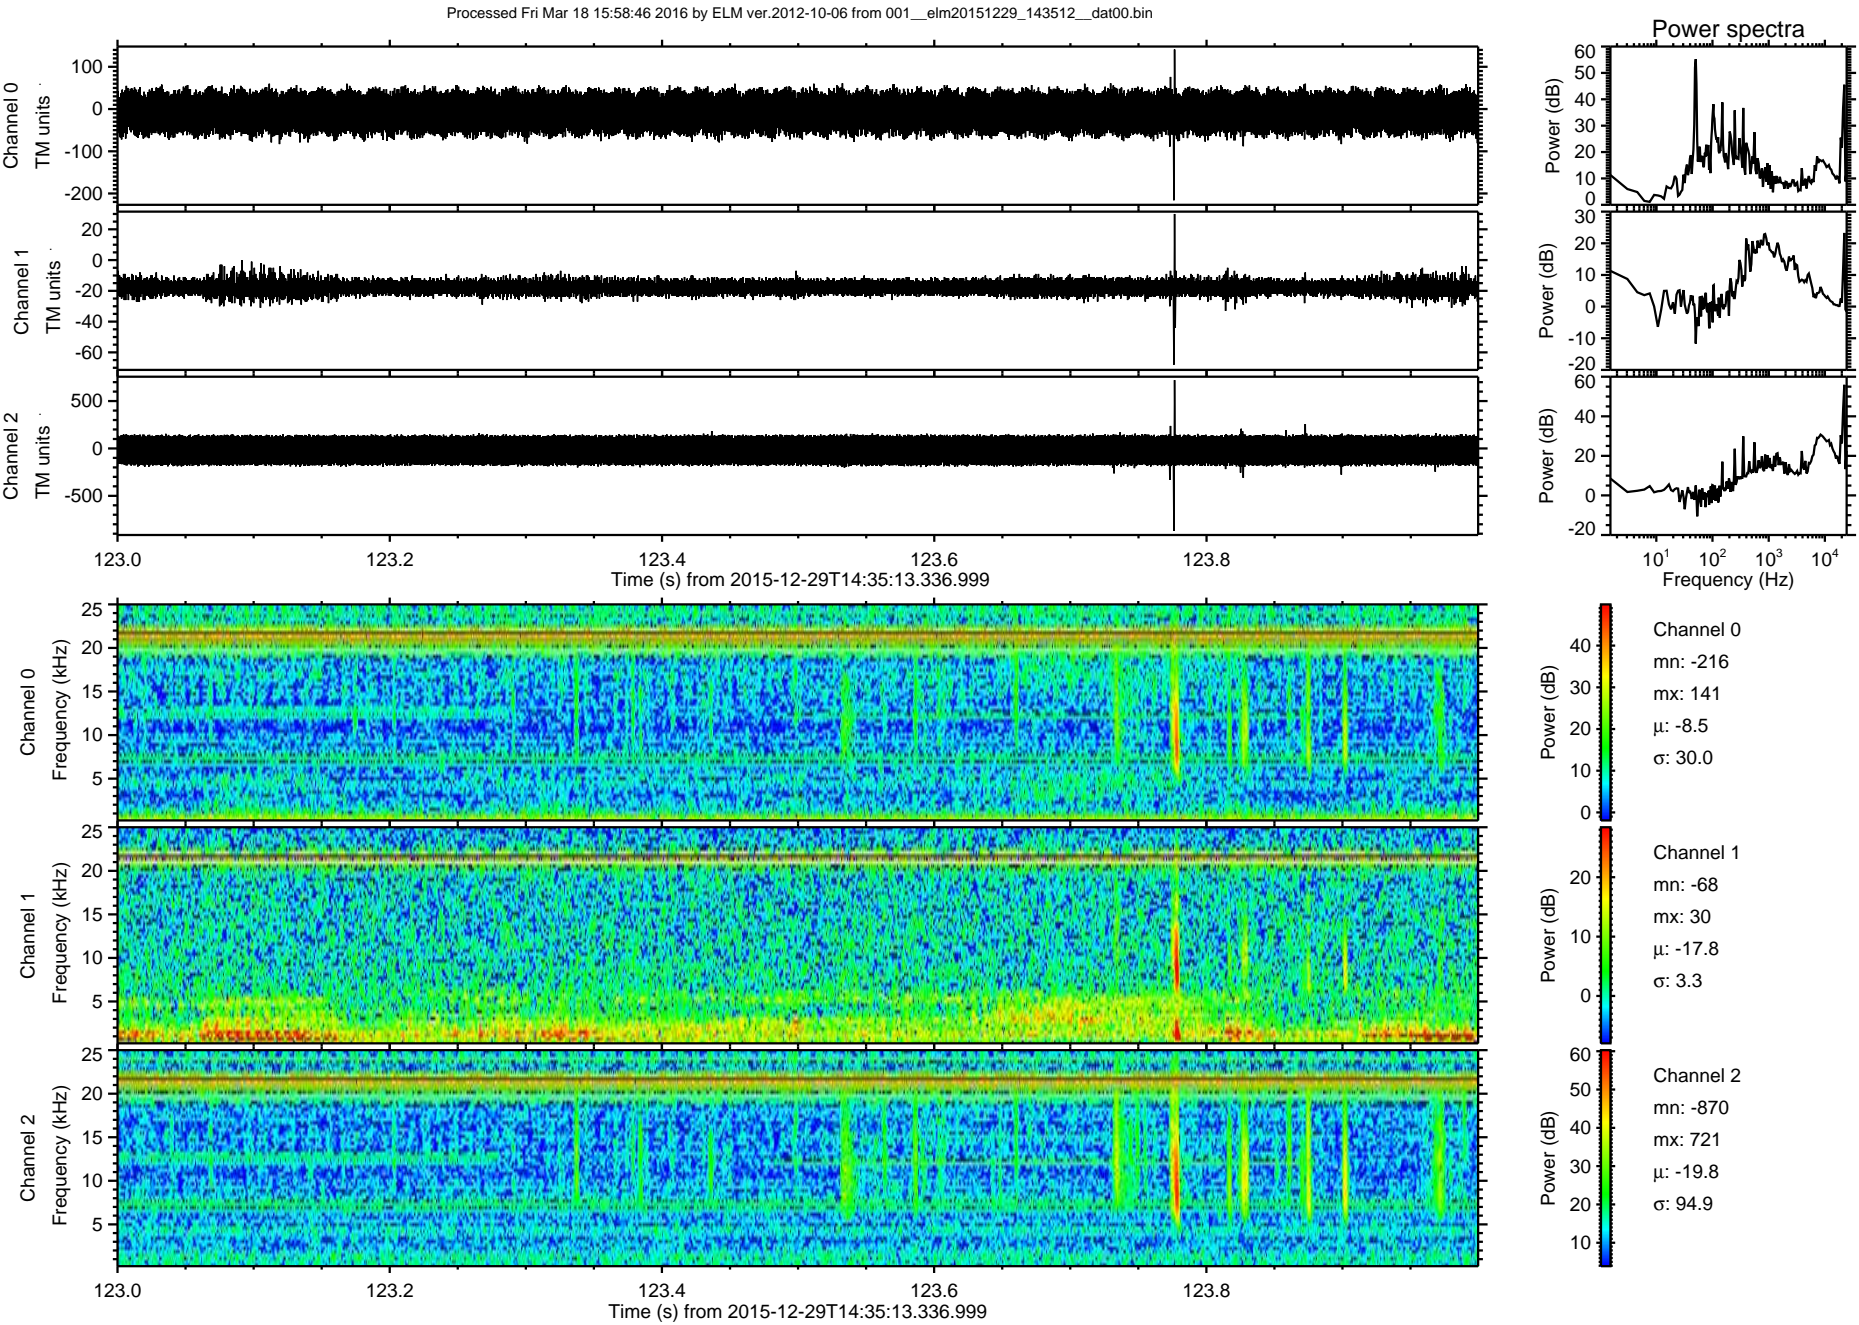 Processed Fri Mar 18 15:58:46 2016 by ELM ver.2012-10-06 from 001__elm20151229_143512__dat00.bin
Power spectra
Channel 0
TM units
100
0
-100
-200
Power (dB)
60
50
40
30
20
10
0
Channel 1
TM units
20
0
-20
-40
-60
Power (dB)
30
20
10
0
-10
-20
Channel 2
TM units
500
0
-500
Power (dB)
60
40
20
0
-20
123.0 123.2 123.4 123.6 123.8
Time (s) from 2015-12-29T14:35:13.336.999
10¹ 10² 10³ 10⁴
Frequency (Hz)
Channel 0
Frequency (kHz)
25
20
15
10
5
Power (dB)
40
30
20
10
0
Channel 0
mn: -216
mx: 141
μ: -8.5
σ: 30.0
Channel 1
Frequency (kHz)
25
20
15
10
5
Power (dB)
20
10
0
Channel 1
mn: -68
mx: 30
μ: -17.8
σ: 3.3
Channel 2
Frequency (kHz)
25
20
15
10
5
Power (dB)
60
50
40
30
20
10
Channel 2
mn: -870
mx: 721
μ: -19.8
σ: 94.9
123.0 123.2 123.4 123.6 123.8
Time (s) from 2015-12-29T14:35:13.336.999